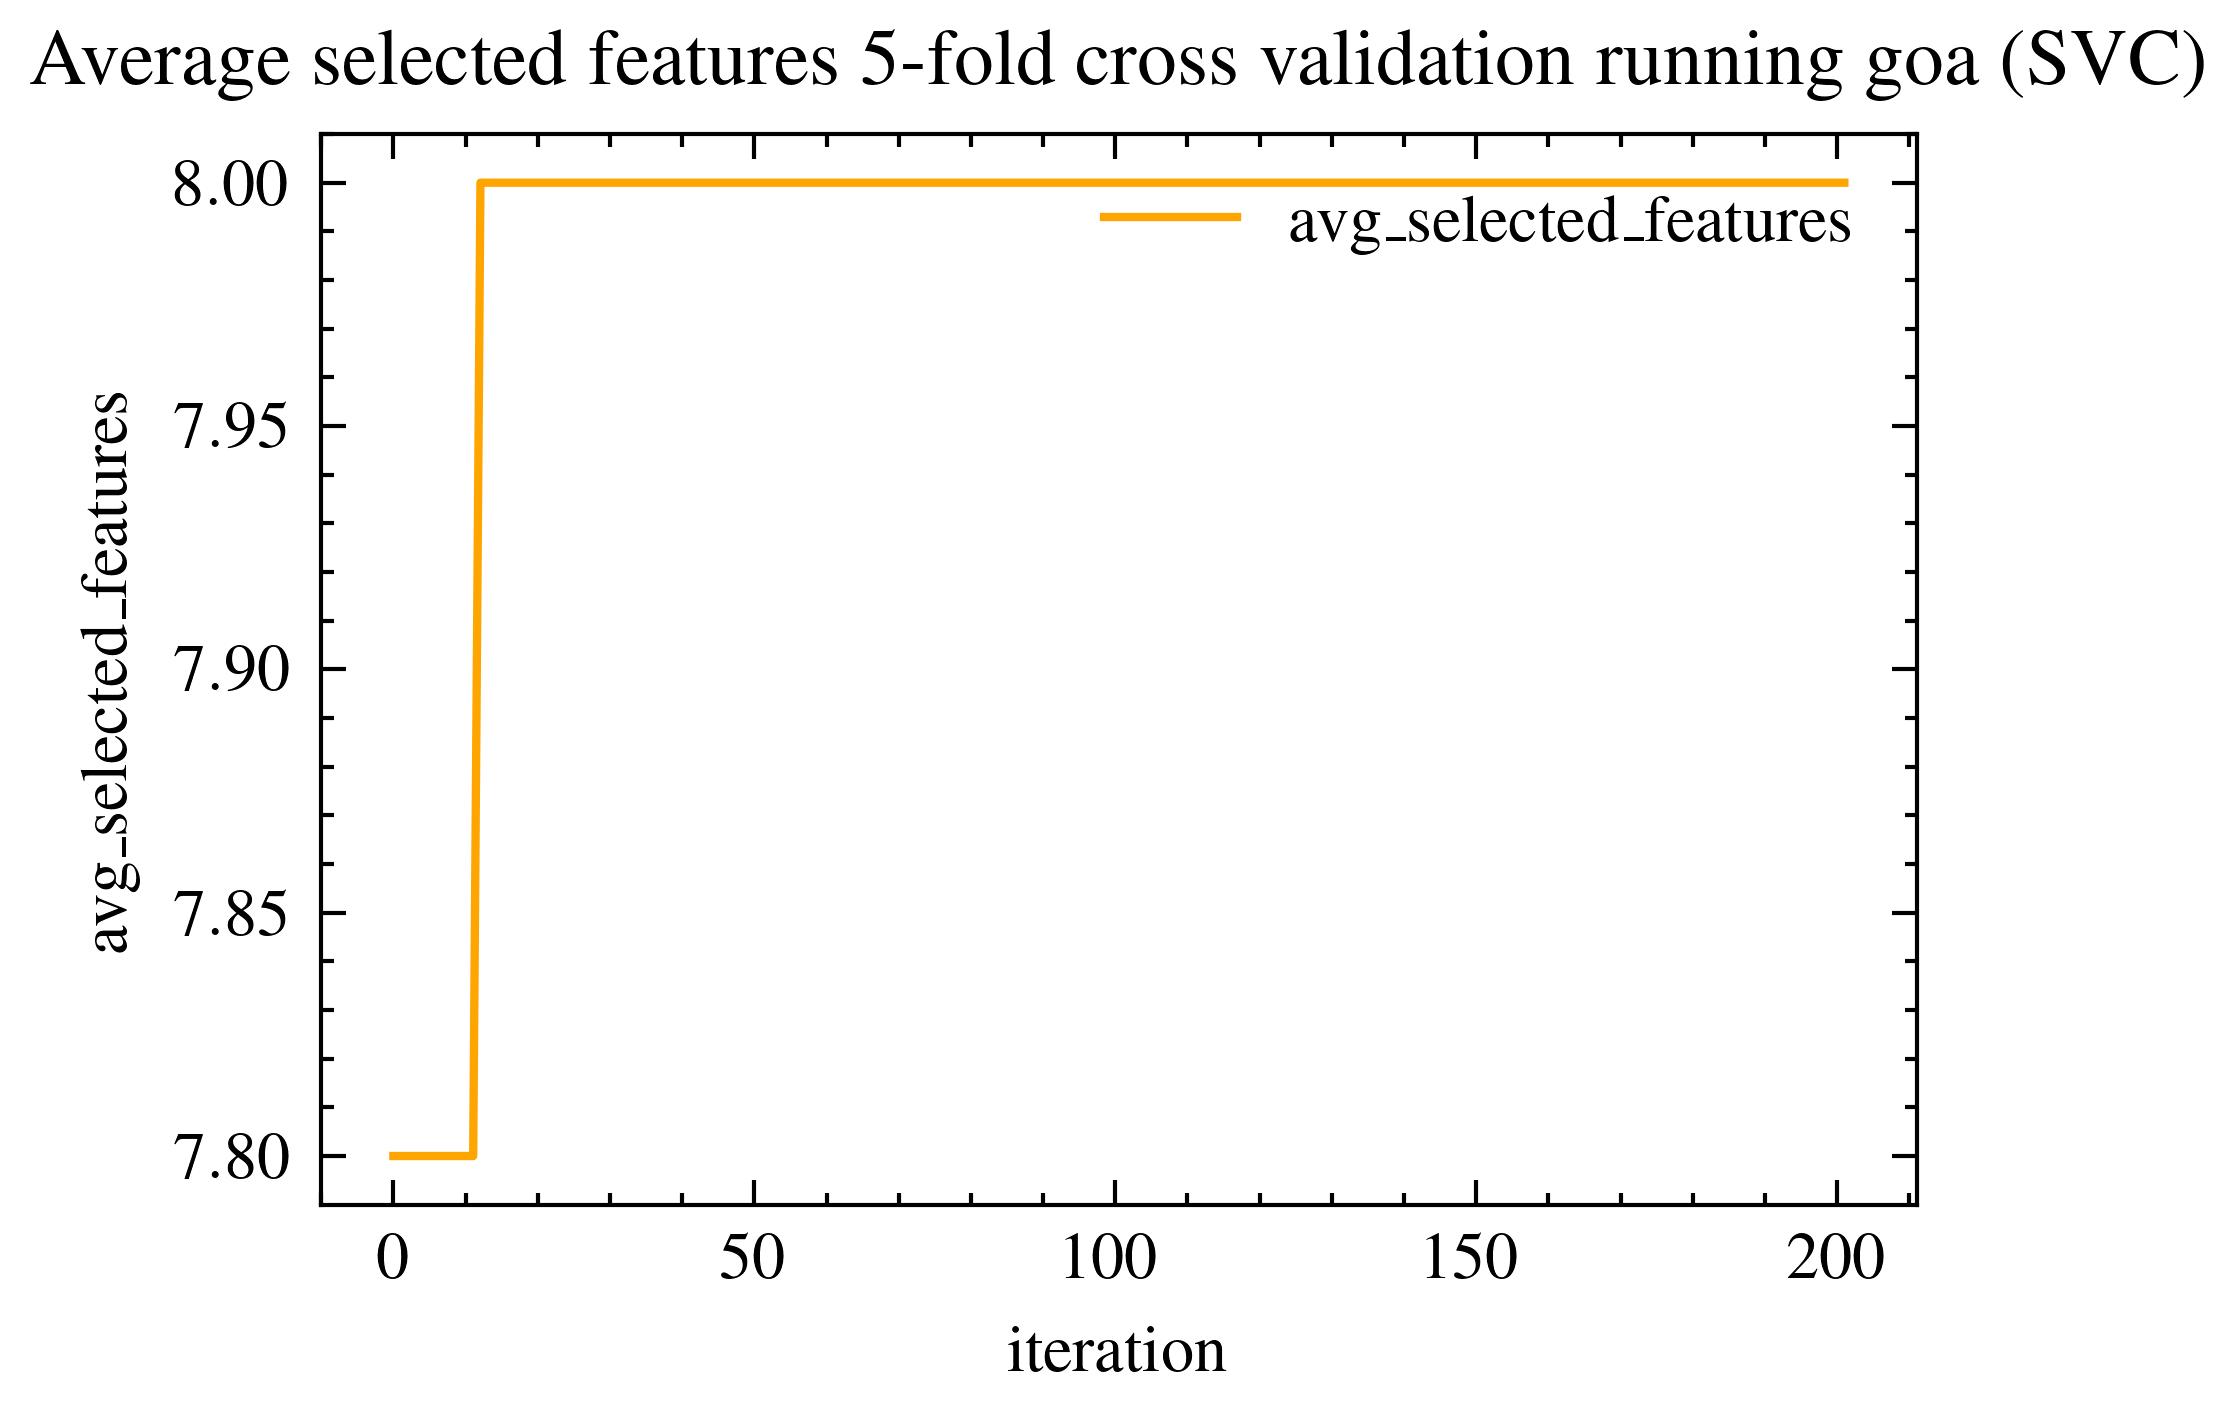 Average selected features 5-fold cross validation running goa (SVC)
8.00
avg_selected_features
7.95
7.90
7.85
7.80
avg_selected_features
0 50 100 150 200
iteration